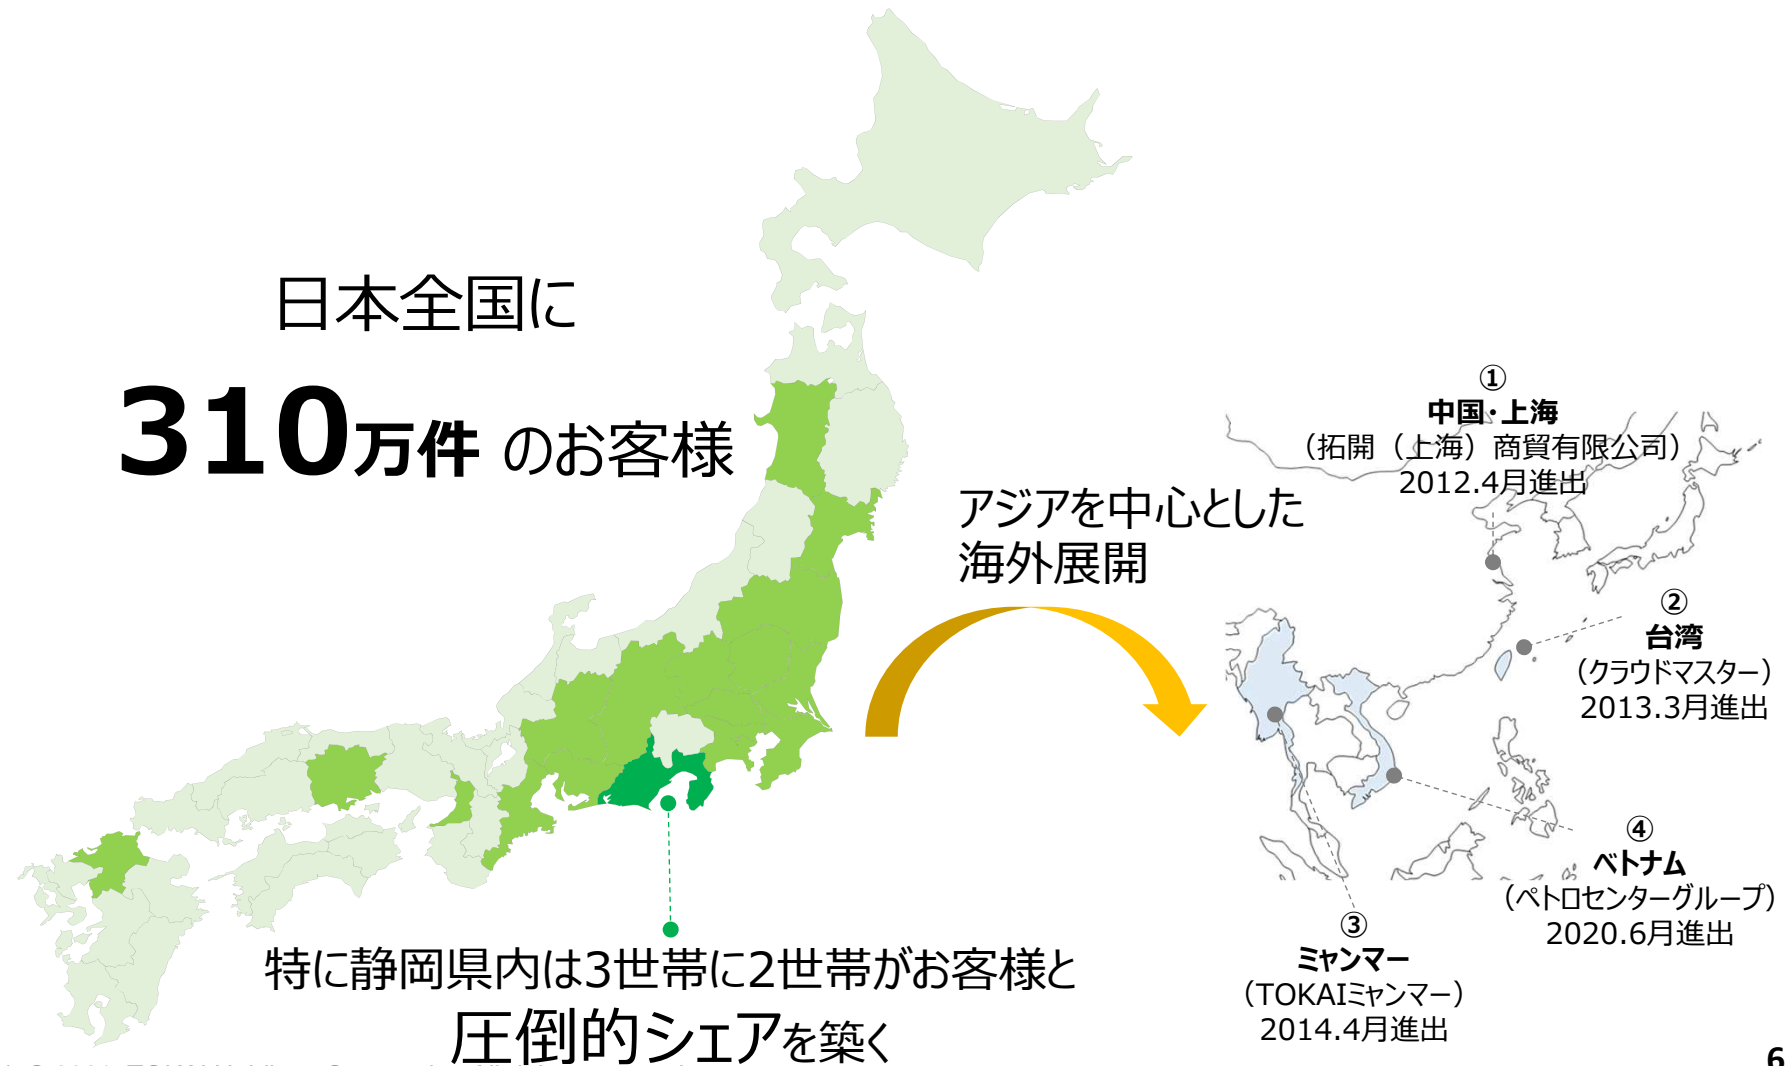 日本全国に
310万件 のお客様
アジアを中心とした
海外展開
①
中国・上海
（拓開（上海）商貿有限公司）
2012.4月進出
②
台湾
（クラウドマスター）
2013.3月進出
④
ベトナム
（ペトロセンターグループ）
2020.6月進出
③
ミャンマー
（TOKAIミャンマー）
2014.4月進出
特に静岡県内は3世帯に2世帯がお客様と
圧倒的シェアを築く
6